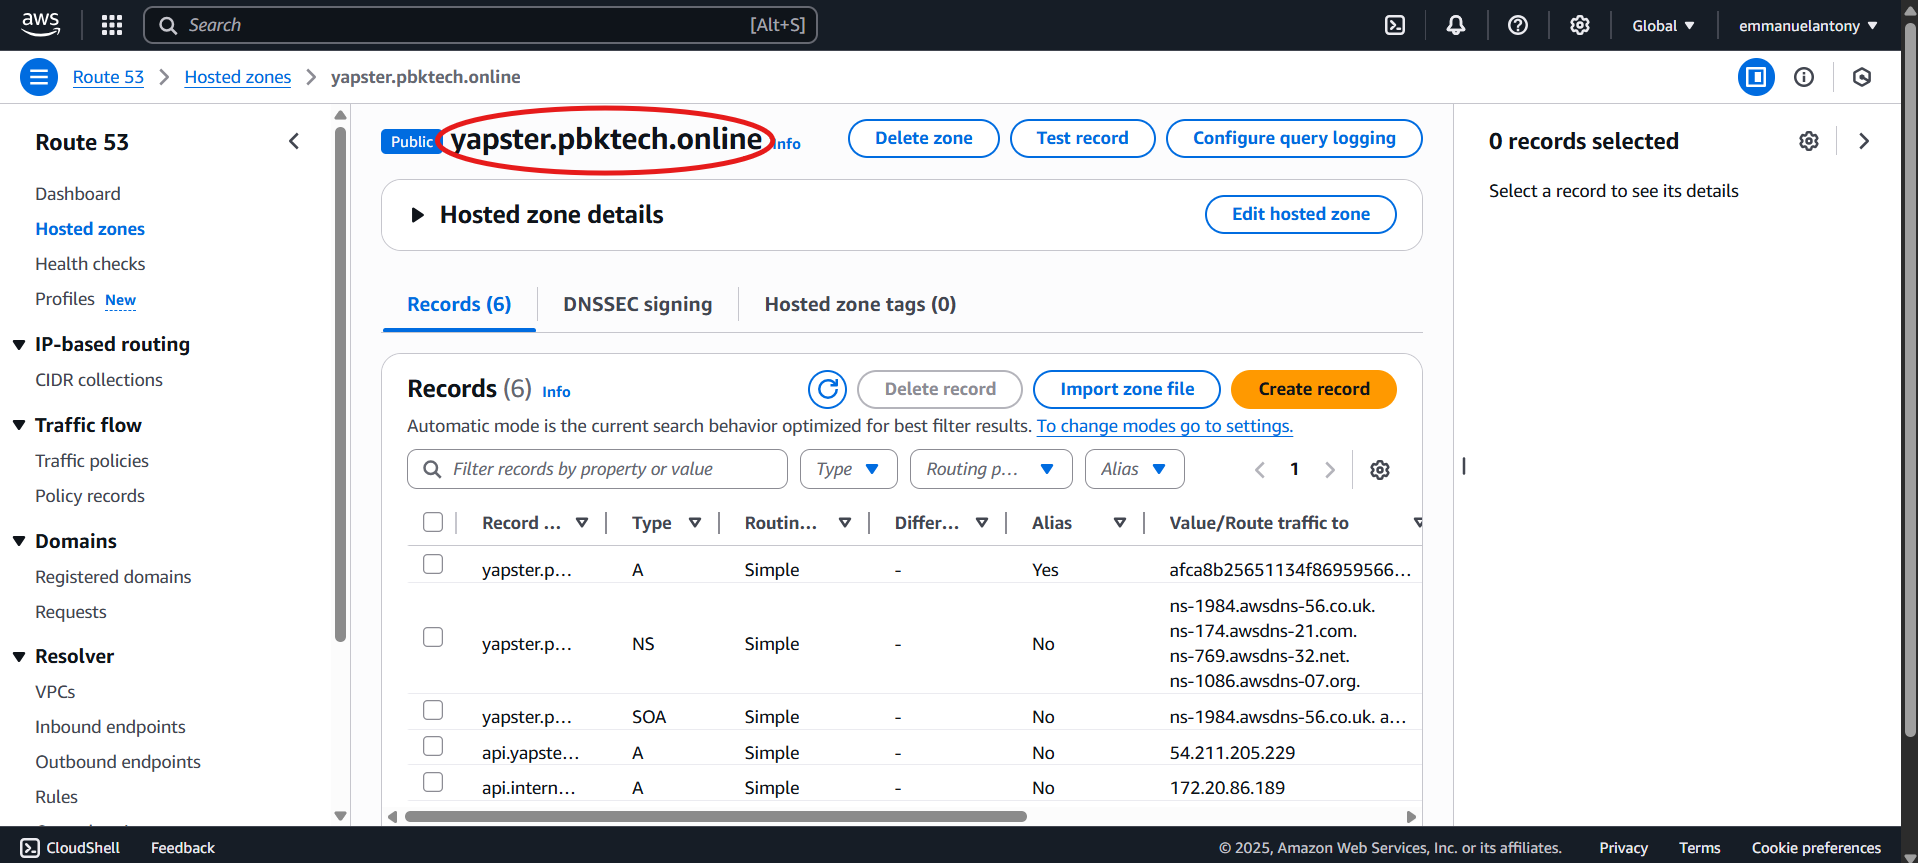 aws
Search [Alt+S]
Global
emmanuelantony
Route 53
Hosted zones
yapster.pbktech.online
Route 53
Dashboard
Hosted zones
Health checks
Profiles New
IP-based routing
CIDR collections
Traffic flow
Traffic policies
Policy records
Domains
Registered domains
Requests
Resolver
VPCs
Inbound endpoints
Outbound endpoints
Rules
Public yapster.pbktech.online Info
Delete zone
Test record
Configure query logging
Hosted zone details
Edit hosted zone
Records (6)
DNSSEC signing
Hosted zone tags (0)
Records (6) Info
Delete record
Import zone file
Create record
Automatic mode is the current search behavior optimized for best filter results. To change modes go to settings.
Filter records by property or value
Type
Routing p...
Alias
1
Record ... Type Routin... Differ... Alias Value/Route traffic to
yapster.p... A Simple - Yes afca8b25651134f86959566...
yapster.p... NS Simple - No ns-1984.awsdns-56.co.uk.
ns-174.awsdns-21.com.
ns-769.awsdns-32.net.
ns-1086.awsdns-07.org.
yapster.p... SOA Simple - No ns-1984.awsdns-56.co.uk. a...
api.yapste... A Simple - No 54.211.205.229
api.intern... A Simple - No 172.20.86.189
0 records selected
Select a record to see its details
CloudShell
Feedback
© 2025, Amazon Web Services, Inc. or its affiliates.
Privacy
Terms
Cookie preferences